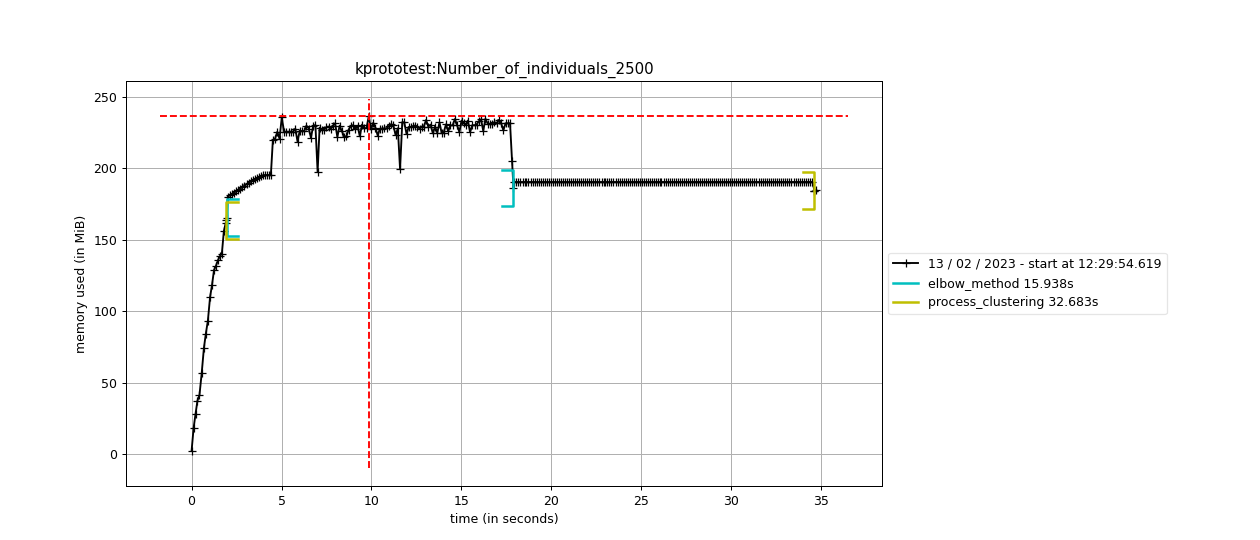 kprototest:Number_of_individuals_2500
250
200
150
100
50
0
memory used (in MiB)
0 5 10 15 20 25 30 35
time (in seconds)
13 / 02 / 2023 - start at 12:29:54.619
elbow_method 15.938s
process_clustering 32.683s